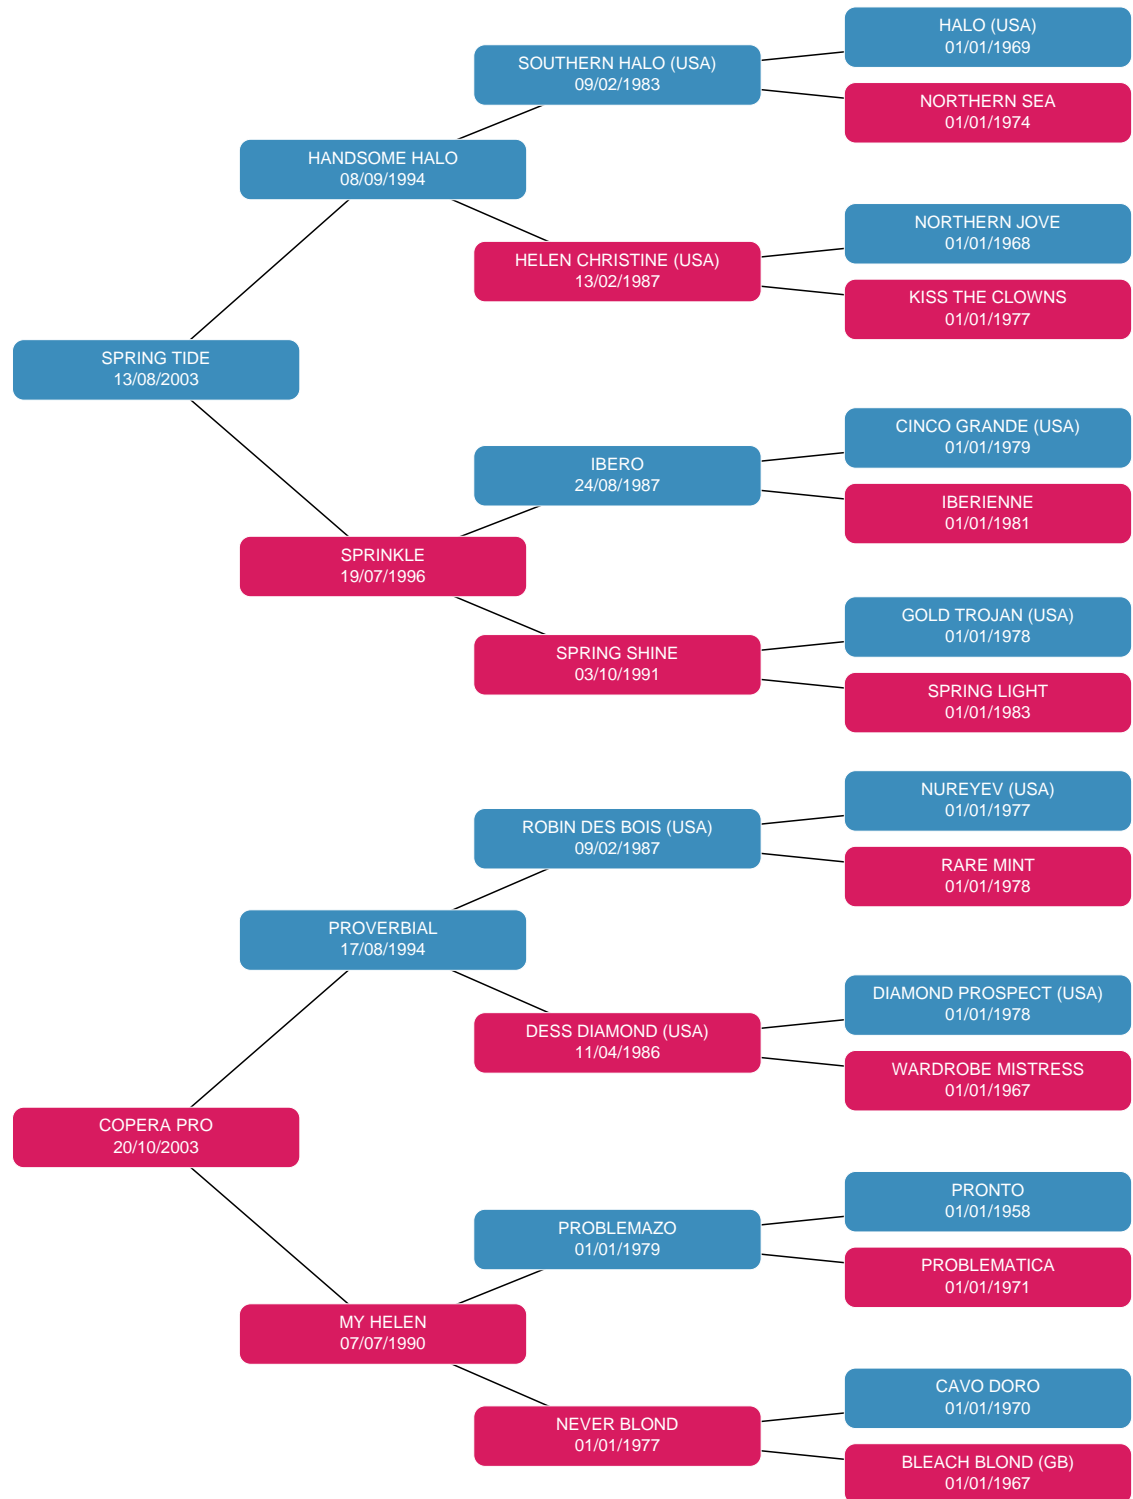 HALO (USA)
01/01/1969
SOUTHERN HALO (USA)
09/02/1983
NORTHERN SEA
01/01/1974
HANDSOME HALO
08/09/1994
NORTHERN JOVE
01/01/1968
HELEN CHRISTINE (USA)
13/02/1987
KISS THE CLOWNS
01/01/1977
SPRING TIDE
13/08/2003
CINCO GRANDE (USA)
01/01/1979
IBERO
24/08/1987
IBERIENNE
01/01/1981
SPRINKLE
19/07/1996
GOLD TROJAN (USA)
01/01/1978
SPRING SHINE
03/10/1991
SPRING LIGHT
01/01/1983
NUREYEV (USA)
01/01/1977
ROBIN DES BOIS (USA)
09/02/1987
RARE MINT
01/01/1978
PROVERBIAL
17/08/1994
DIAMOND PROSPECT (USA)
01/01/1978
DESS DIAMOND (USA)
11/04/1986
WARDROBE MISTRESS
01/01/1967
COPERA PRO
20/10/2003
PRONTO
01/01/1958
PROBLEMAZO
01/01/1979
PROBLEMATICA
01/01/1971
MY HELEN
07/07/1990
CAVO DORO
01/01/1970
NEVER BLOND
01/01/1977
BLEACH BLOND (GB)
01/01/1967